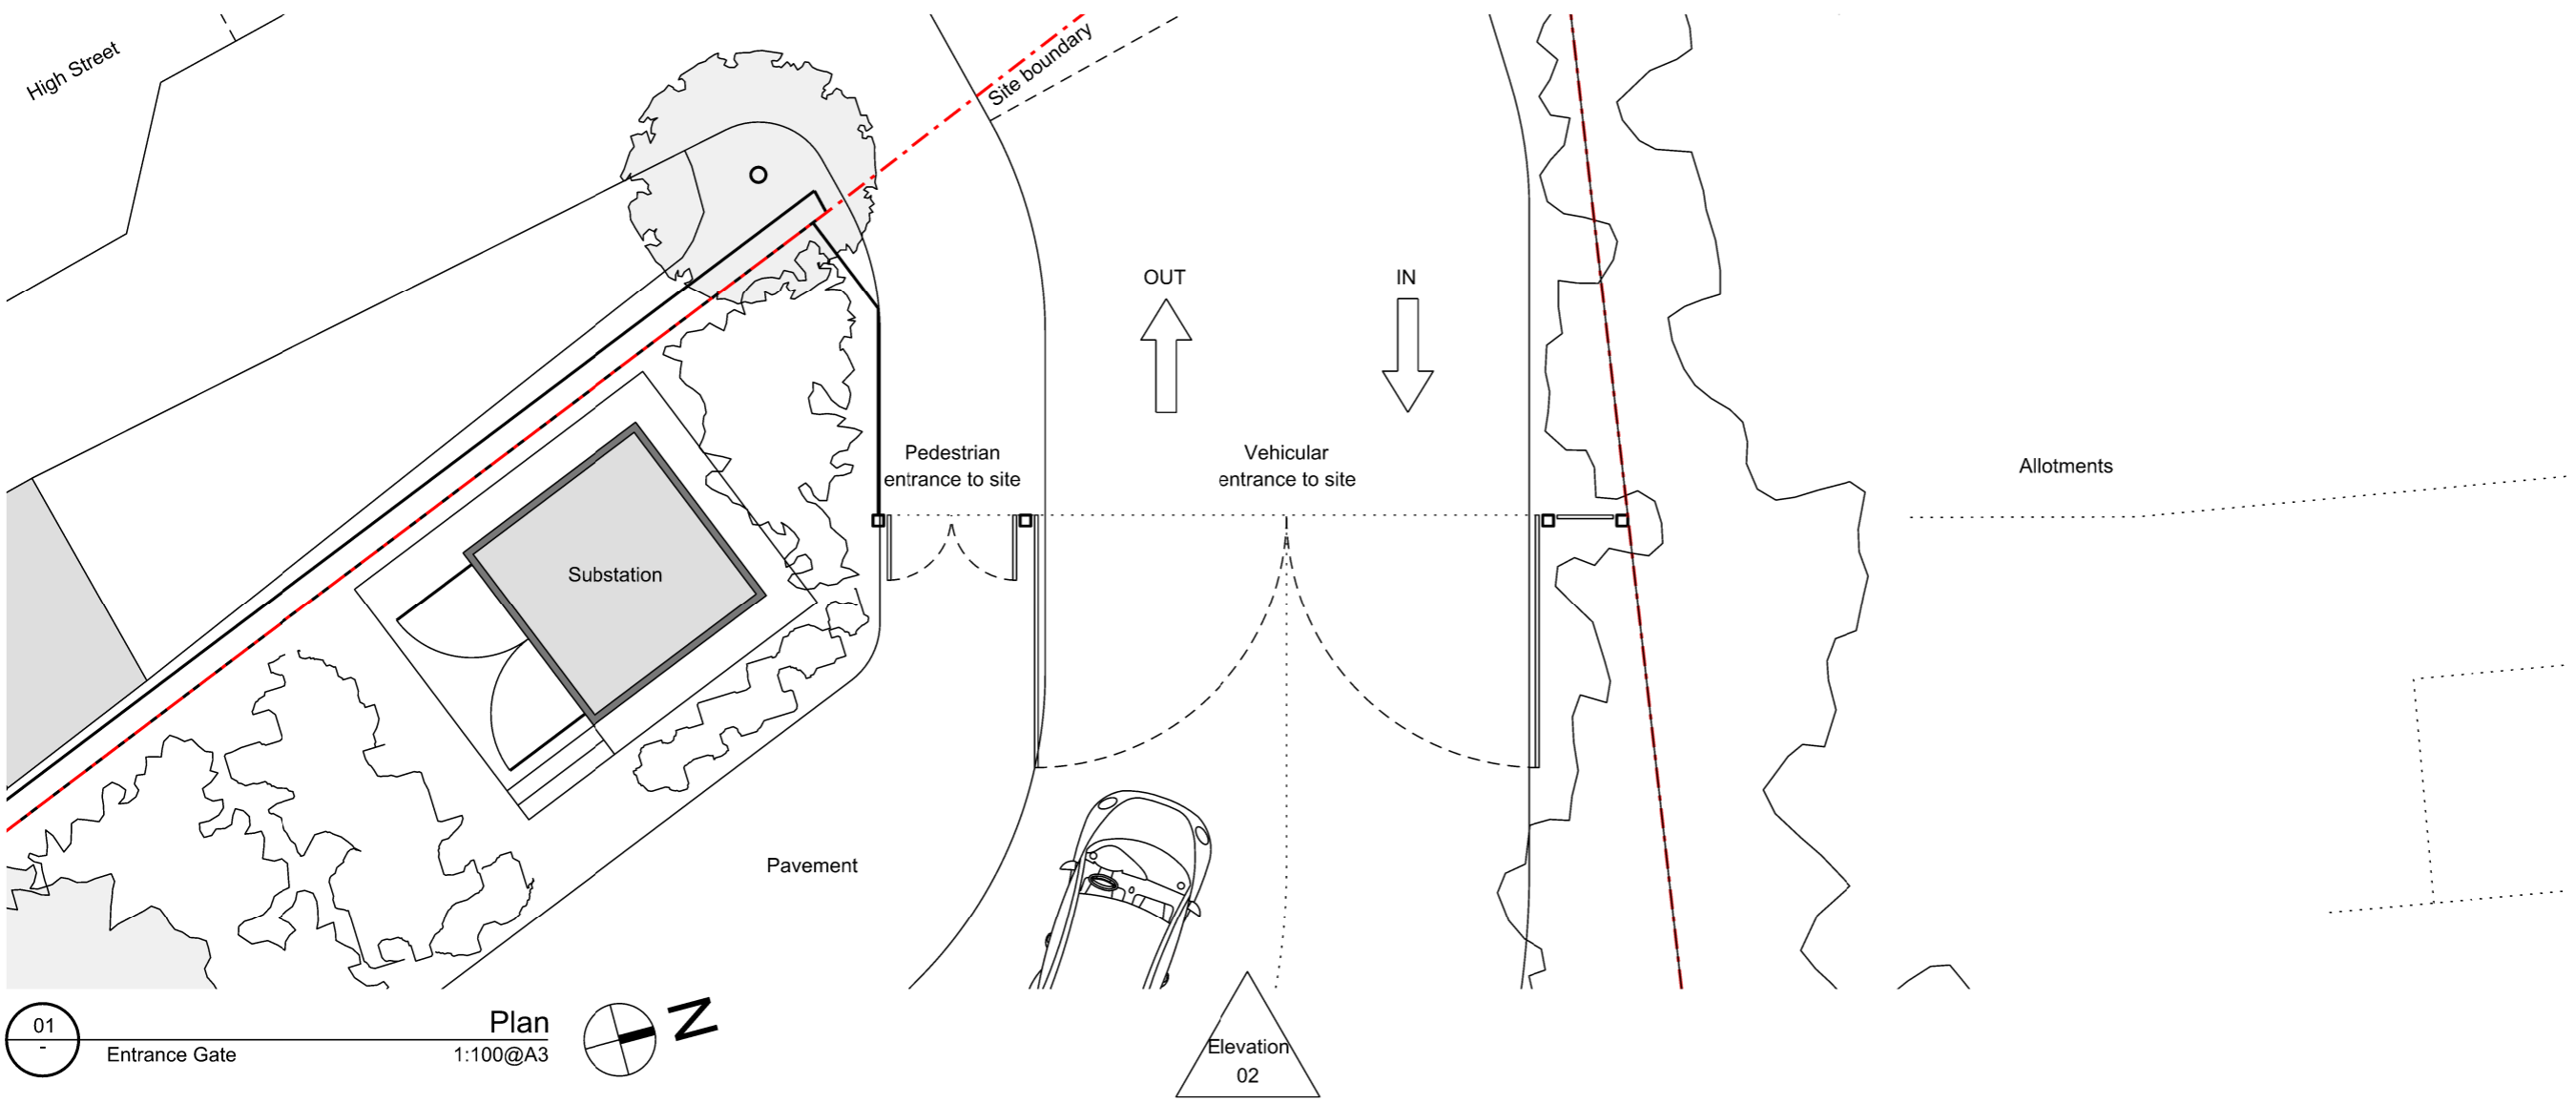 High Street
Site boundary
OUT
IN
Pedestrian
entrance to site
Vehicular
entrance to site
Allotments
Substation
Pavement
01
-
Plan
Entrance Gate
1:100@A3
N
Elevation
02